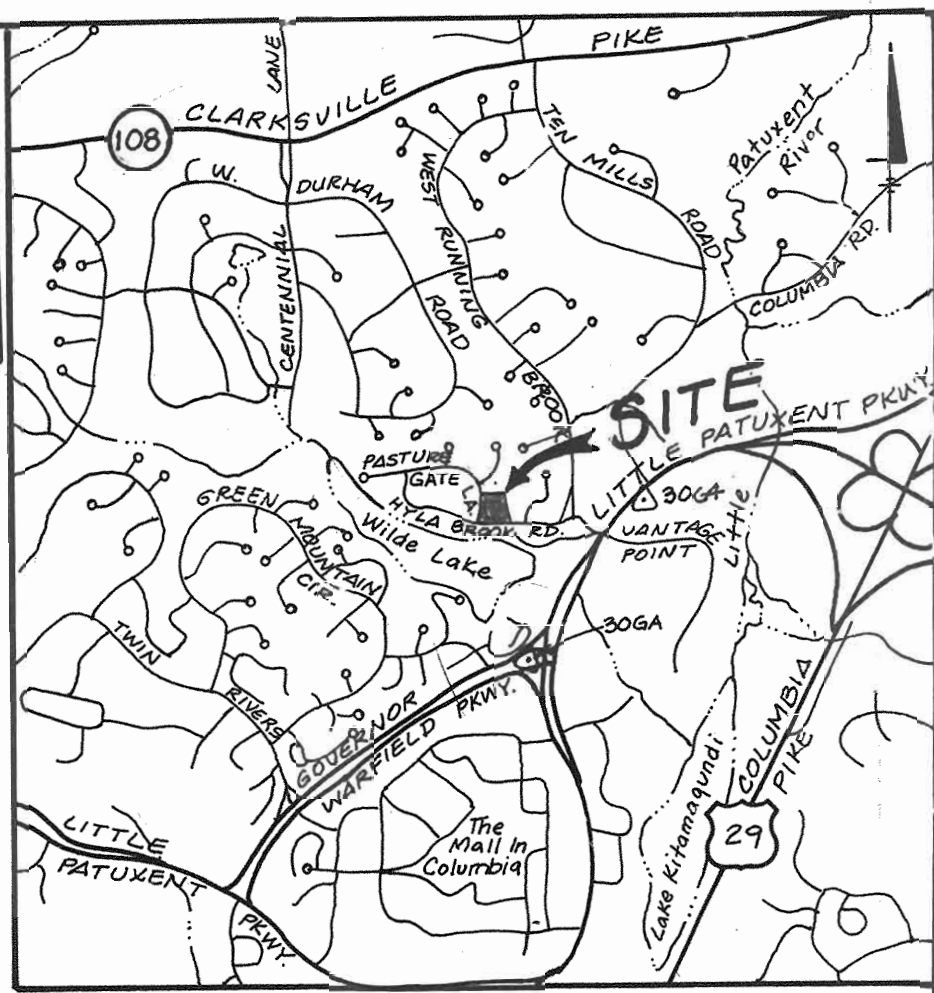 PIKE
LANE
CLARKSVILLE
108
TEN MILLS
ROAD
Patuxent
River
W.
DURHAM
ROAD
WEST RUNNING
BROOK
CENTENNIAL
COLUMBIA RD.
SITE
LITTLE PATUXENT PKWY.
PASTURE
GATE
LA
HYLA BROOK RD.
30GA
VANTAGE
POINT
Little
GREEN
MOUNTAIN
CIR.
Wilde Lake
30GA
TWIN
RIVERS
GOVERNOR
WARFIELD PKWY.
COLUMBIA
PIKE
29
Lake Kitamaqundi
The
Mall In
Columbia
LITTLE
PATUXENT
PKWY.